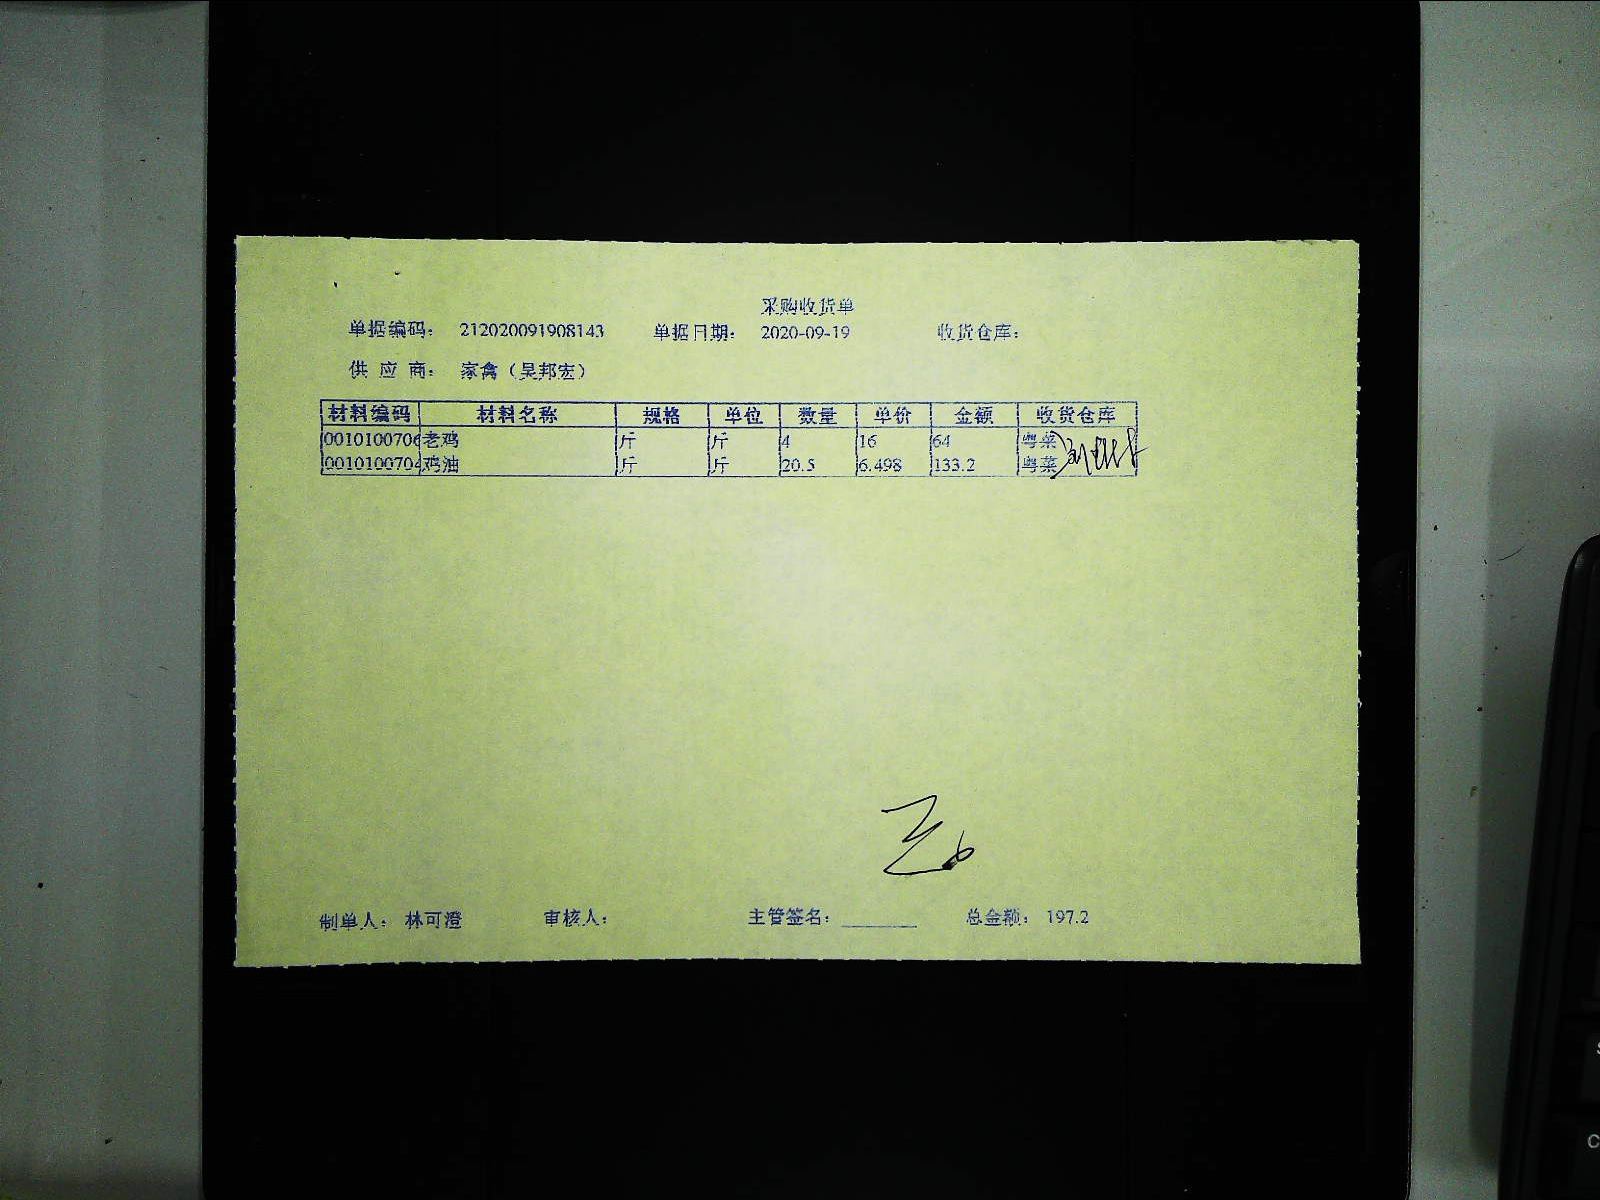 采购收货单
单据编码： 212020091908143 单据日期： 2020-09-19 收货仓库：
供 应 商： 家禽（吴邦宏）
材料编码 材料名称 规格 单位 数量 单价 金额 收货仓库
0010100706 老鸡 斤 斤 4 16 64 粤菜
0010100704 鸡油 斤 斤 20.5 6.498 133.2 粤菜
制单人： 林可澄 审核人： 主管签名： 总金额： 197.2